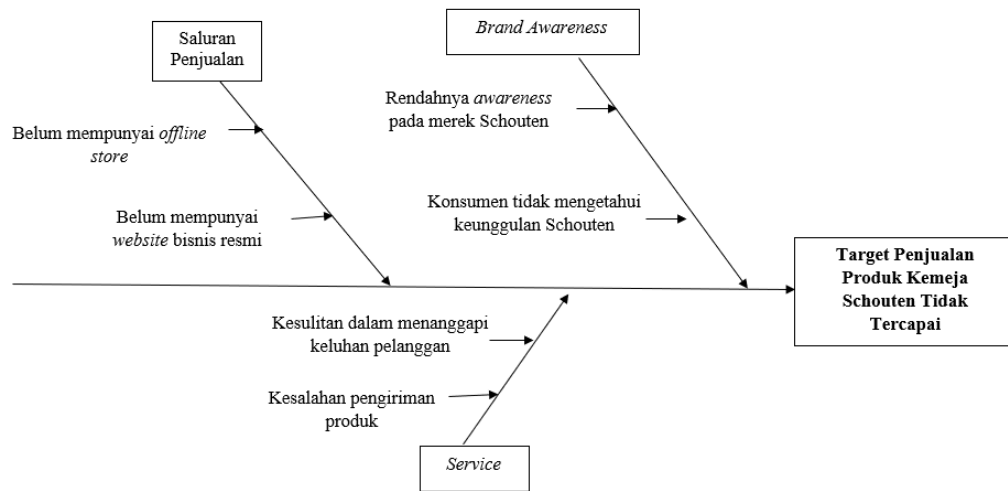 Saluran
Penjualan
Brand Awareness
Rendahnya awareness
pada merek Schouten
Belum mempunyai offline
store
Konsumen tidak mengetahui
keunggulan Schouten
Belum mempunyai
website bisnis resmi
Target Penjualan
Produk Kemeja
Schouten Tidak
Tercapai
Kesulitan dalam menanggapi
keluhan pelanggan
Kesalahan pengiriman
produk
Service